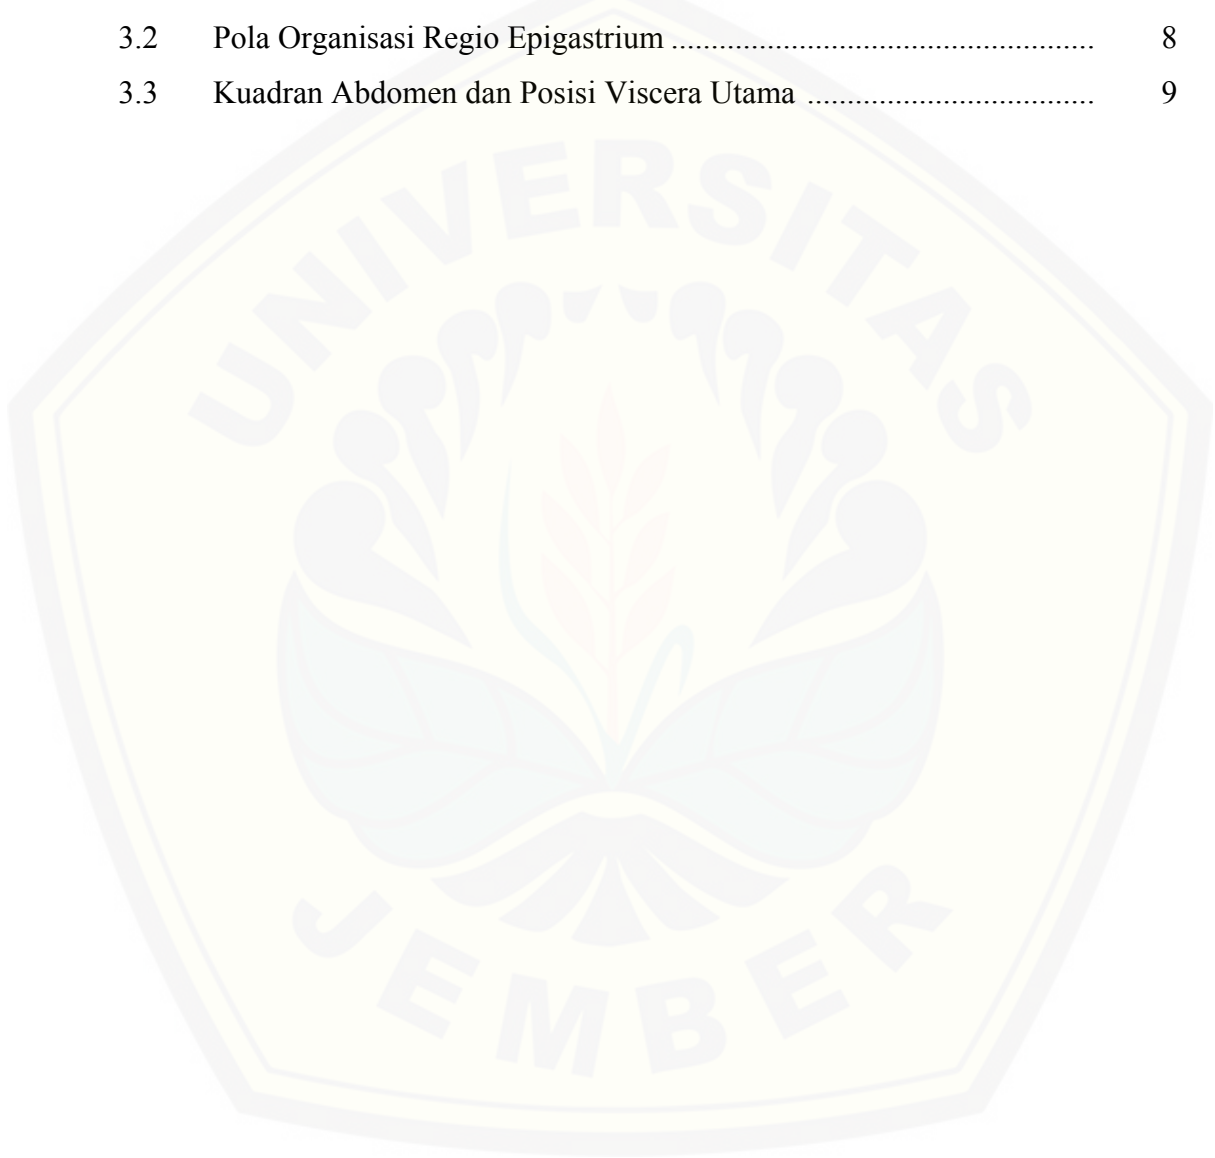 3.2 Pola Organisasi Regio Epigastrium ..................................................... 8
3.3 Kuadran Abdomen dan Posisi Viscera Utama .................................... 9
UNIVERSITAS
JEMBER